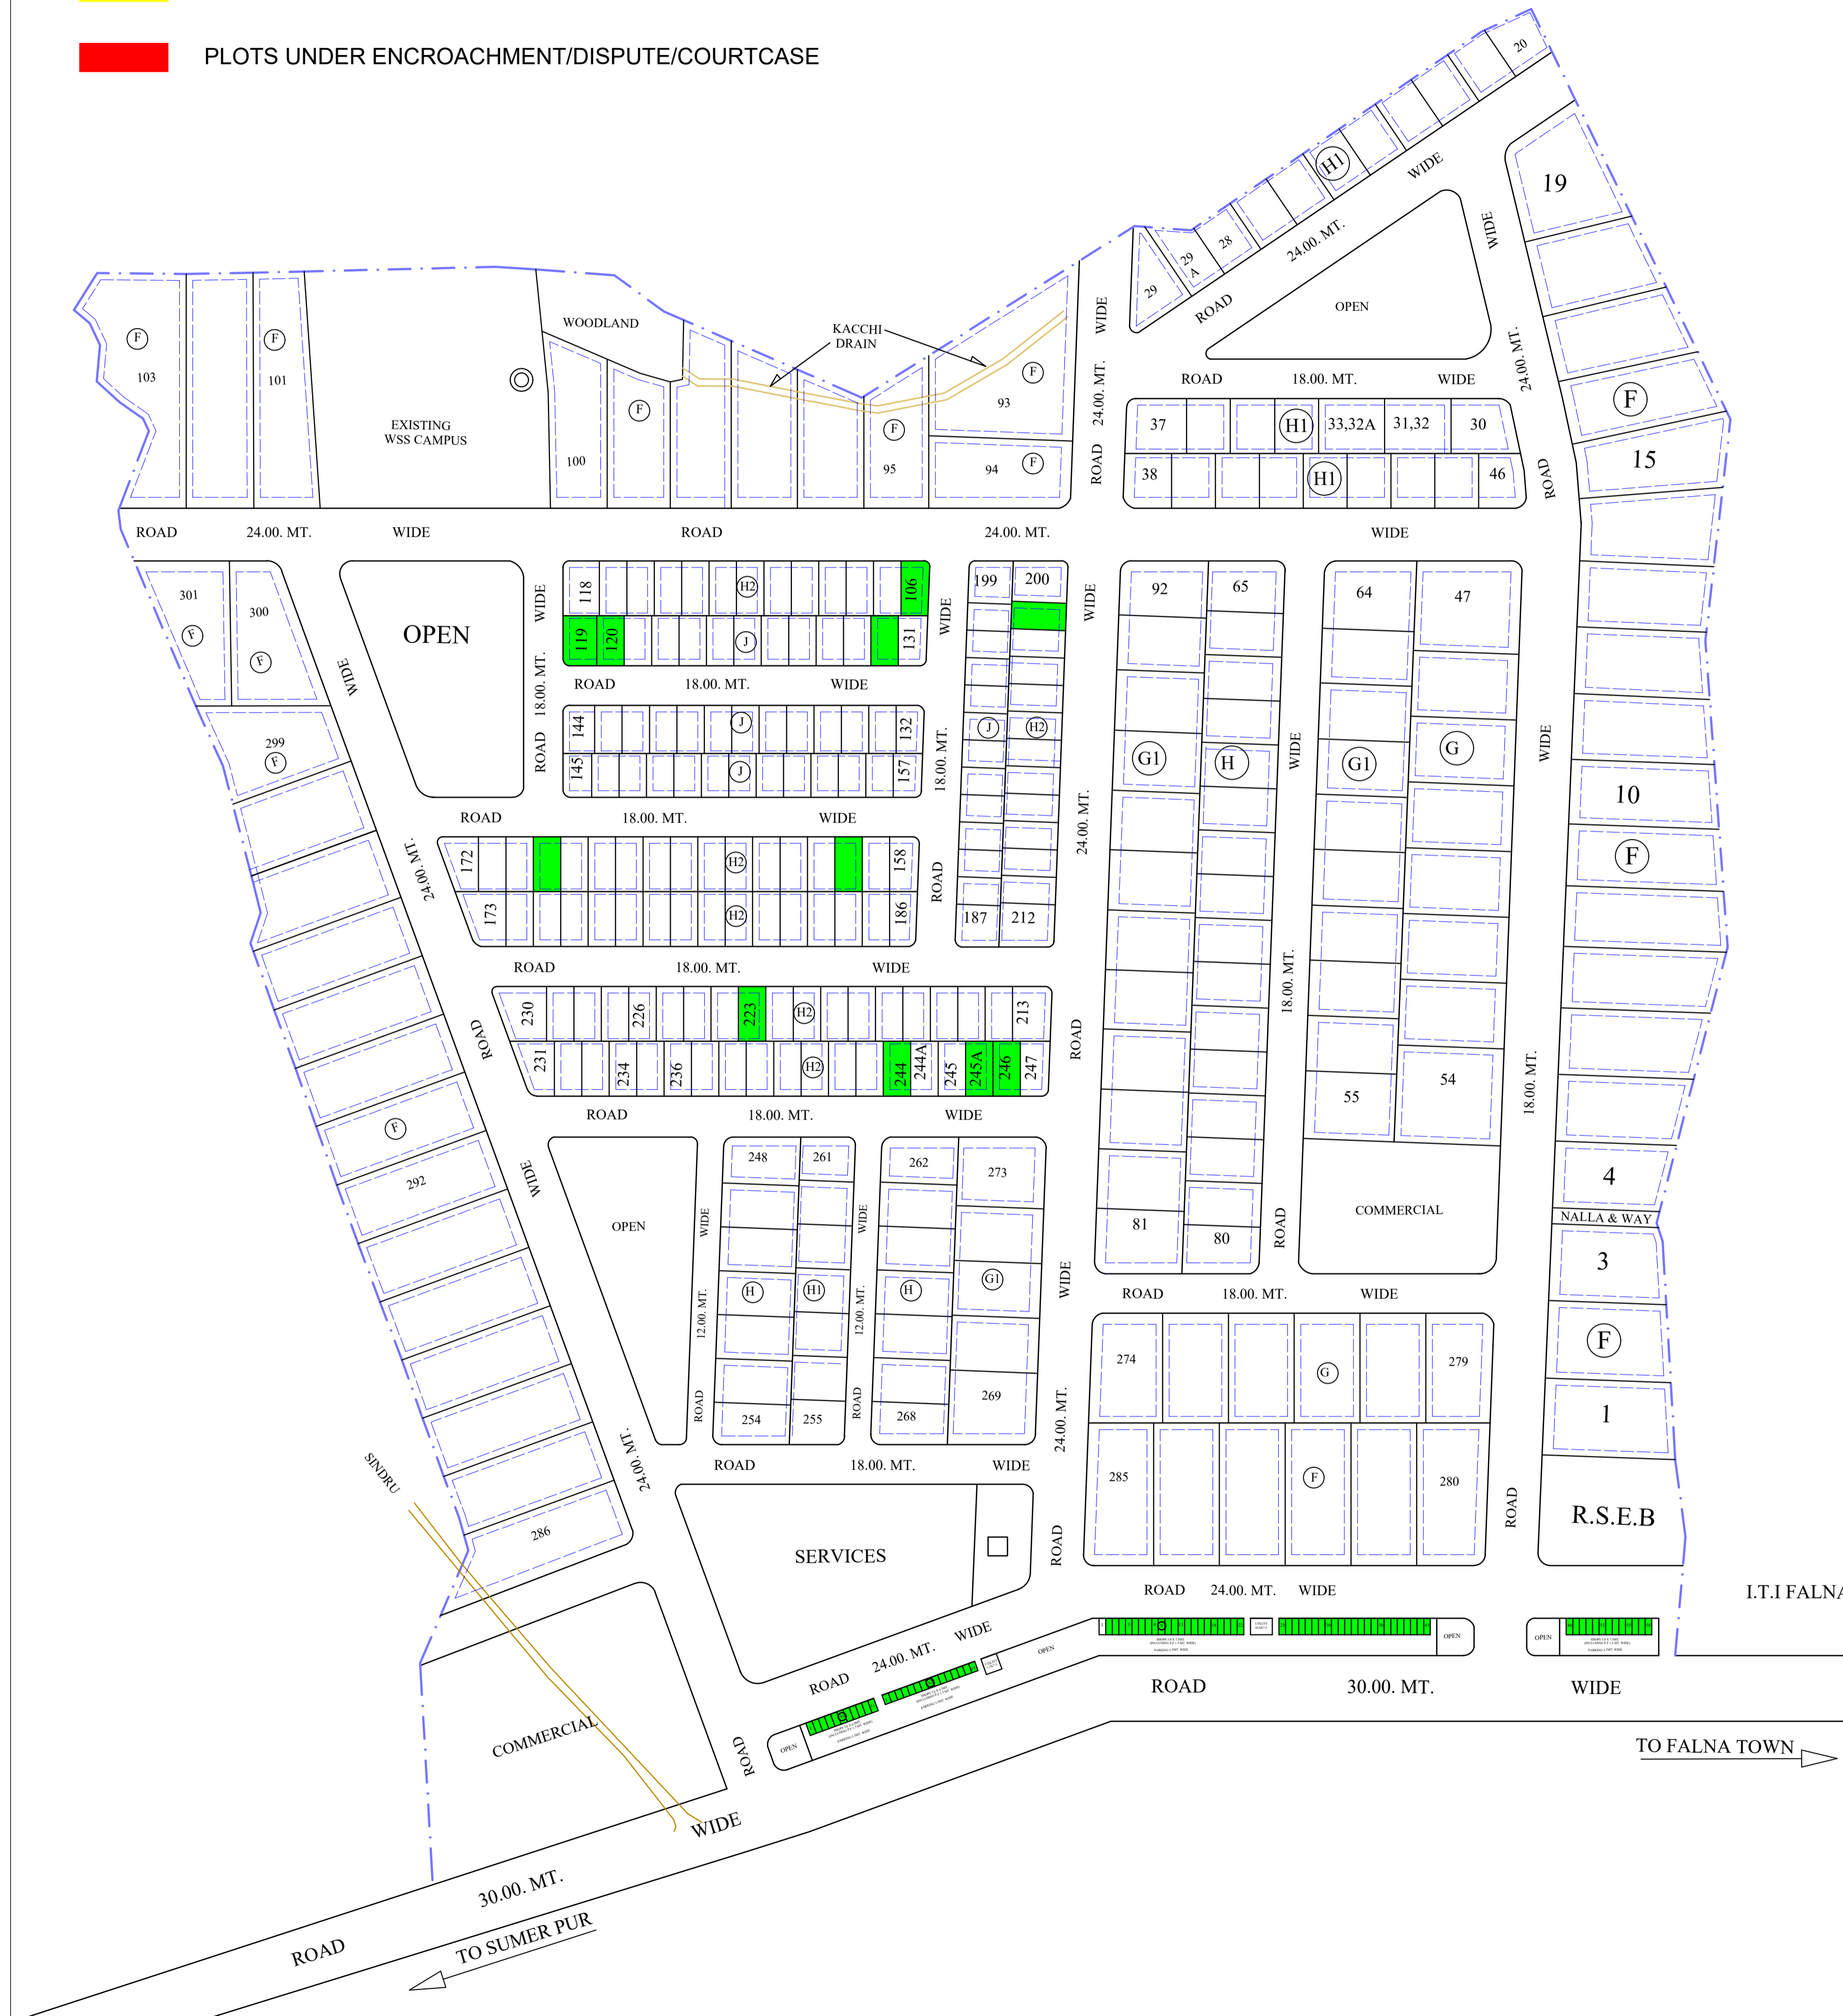 PLOTS UNDER ENCROACHMENT/DISPUTE/COURTCASE
20
H1
WIDE
19
24.00. MT.
WIDE
28
29
A
29
ROAD
OPEN
WIDE
24.00. MT.
ROAD
24.00. MT.
ROAD
WOODLAND
KACCHI
DRAIN
F
103
F
101
EXISTING
WSS CAMPUS
F
100
F
95
F
93
94
F
ROAD 18.00. MT. WIDE
37
H1
33,32A
31,32
30
38
H1
46
F
15
ROAD 24.00. MT. WIDE
ROAD
24.00. MT.
WIDE
301
F
300
F
299
F
WIDE
24.00. MT.
ROAD
OPEN
WIDE
18.00. MT.
ROAD
118
H2
106
119
120
J
131
WIDE
18.00. MT.
ROAD
ROAD 18.00. MT. WIDE
144
J
132
145
J
157
ROAD 18.00. MT. WIDE
172
H2
158
173
H2
186
199
200
J
H2
187
212
WIDE
24.00. MT.
ROAD
92
65
G1
H
81
80
WIDE
18.00. MT.
ROAD
64
47
G1
G
55
54
COMMERCIAL
WIDE
18.00. MT.
ROAD
10
F
4
NALLA & WAY
3
F
1
R.S.E.B
ROAD 18.00. MT. WIDE
230
226
223
H2
213
231
234
236
H2
244
244A
245
245A
246
247
ROAD 18.00. MT. WIDE
F
292
286
WIDE
24.00. MT.
ROAD
OPEN
WIDE
12.00. MT.
ROAD
248
261
H
H1
254
255
WIDE
12.00. MT.
ROAD
262
273
H
G1
268
269
WIDE
24.00. MT.
ROAD
ROAD 18.00. MT. WIDE
274
G
279
285
F
280
ROAD 18.00. MT. WIDE
SINDRU
SERVICES
ROAD 24.00. MT. WIDE
I.T.I FALNA
ROAD 24.00. MT. WIDE
OPEN
OPEN
OPEN
OPEN
COMMERCIAL
ROAD 30.00. MT. WIDE
TO FALNA TOWN
WIDE
30.00. MT.
ROAD
TO SUMER PUR